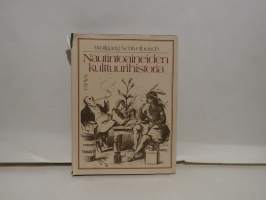 Wolfgang Schivelbusch
Nautintoaineiden
kulttuurihistoria